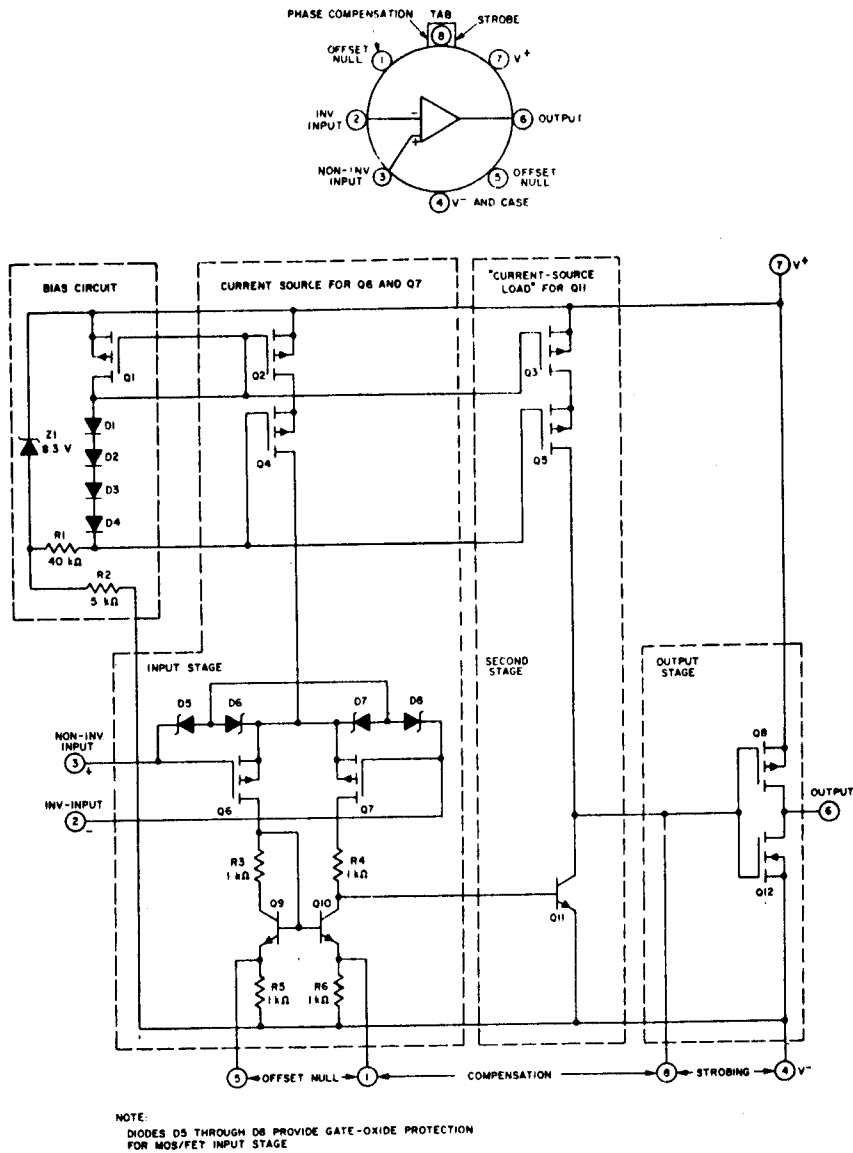 PHASE COMPENSATION
TAB
8
STROBE
OFFSET
NULL
1
7
V+
INV
INPUT
2
-
+
6
OUTPUT
NON-INV
INPUT
3
5
OFFSET
NULL
4
V- AND CASE
7
V+
BIAS CIRCUIT
CURRENT SOURCE FOR Q6 AND Q7
"CURRENT-SOURCE
LOAD" FOR Q11
Q1
Q2
Q3
D1
Z1
8.3 V
D2
Q4
Q5
D3
D4
R1
40 kΩ
R2
5 kΩ
INPUT STAGE
SECOND
STAGE
OUTPUT
STAGE
D5
D6
D7
D8
NON-INV
INPUT
3
+
Q8
Q6
Q7
OUTPUT
6
INV-INPUT
2
-
R3
1 kΩ
R4
1 kΩ
Q12
Q9
Q10
Q11
R5
1 kΩ
R6
1 kΩ
5
OFFSET NULL
1
COMPENSATION
8
STROBING
4
V-
NOTE:
DIODES D5 THROUGH D8 PROVIDE GATE-OXIDE PROTECTION
FOR MOS/FET INPUT STAGE